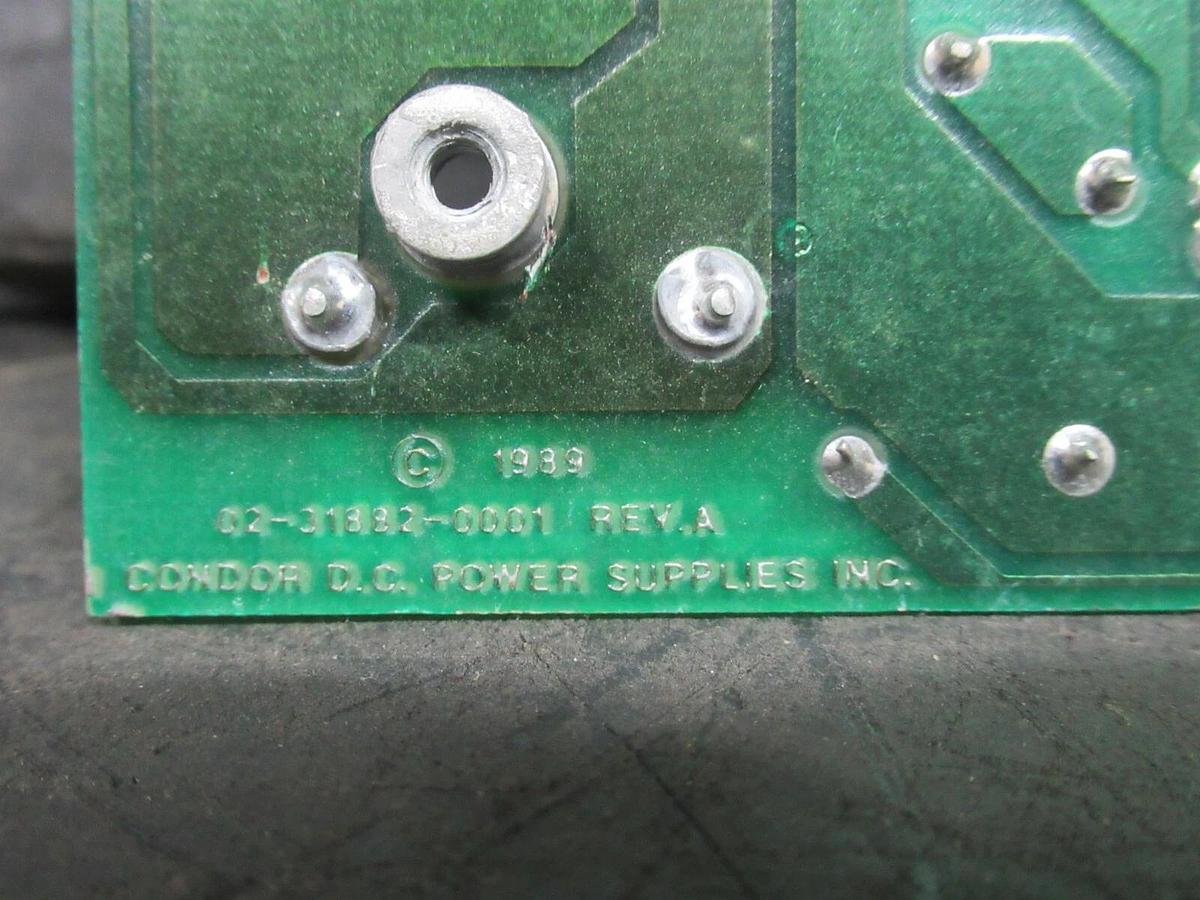 © 1989
02-31882-0001 REV.A
CONDOR D.C. POWER SUPPLIES INC.